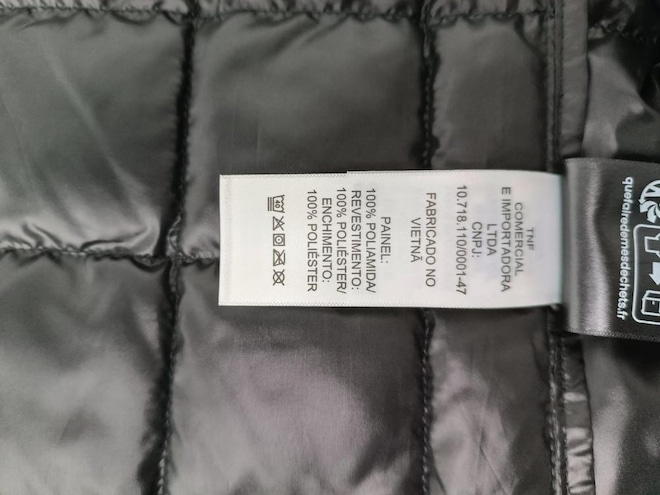 TNF
COMERCIAL
E IMPORTADORA
LTDA
CNPJ:
10.718.110/0001-47
FABRICADO NO
VIETNÃ
PAINEL:
100% POLIAMIDA/
REVESTIMENTO:
100% POLIÉSTER/
ENCHIMENTO:
100% POLIÉSTER
40
quefairedemesdechets.fr